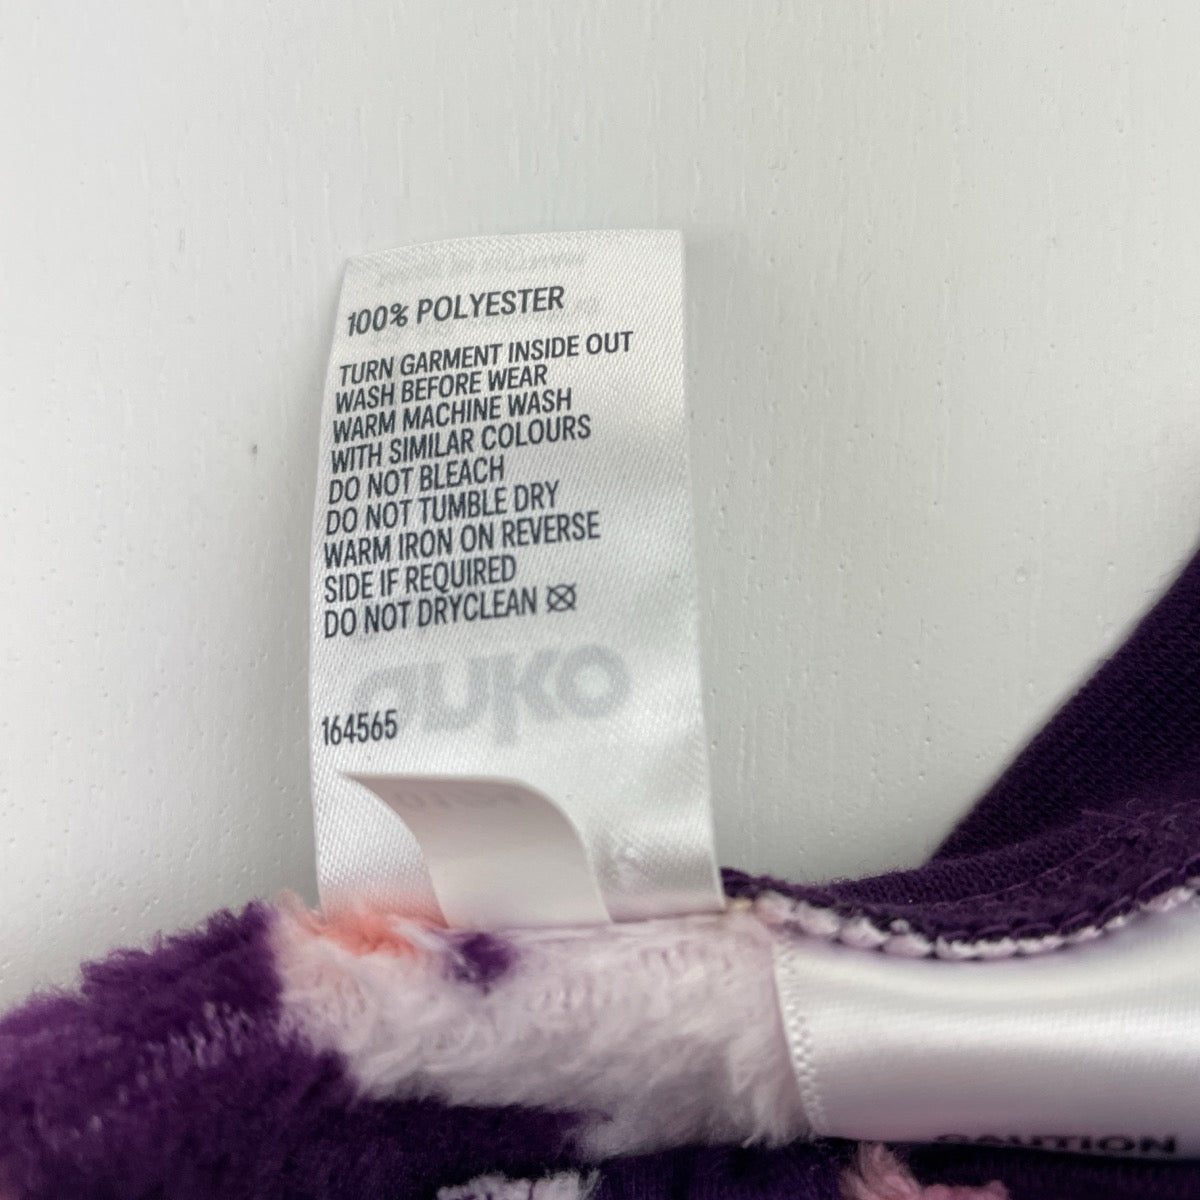 100% POLYESTER
TURN GARMENT INSIDE OUT
WASH BEFORE WEAR
WARM MACHINE WASH
WITH SIMILAR COLOURS
DO NOT BLEACH
DO NOT TUMBLE DRY
WARM IRON ON REVERSE
SIDE IF REQUIRED
DO NOT DRYCLEAN
164565
CAUTION